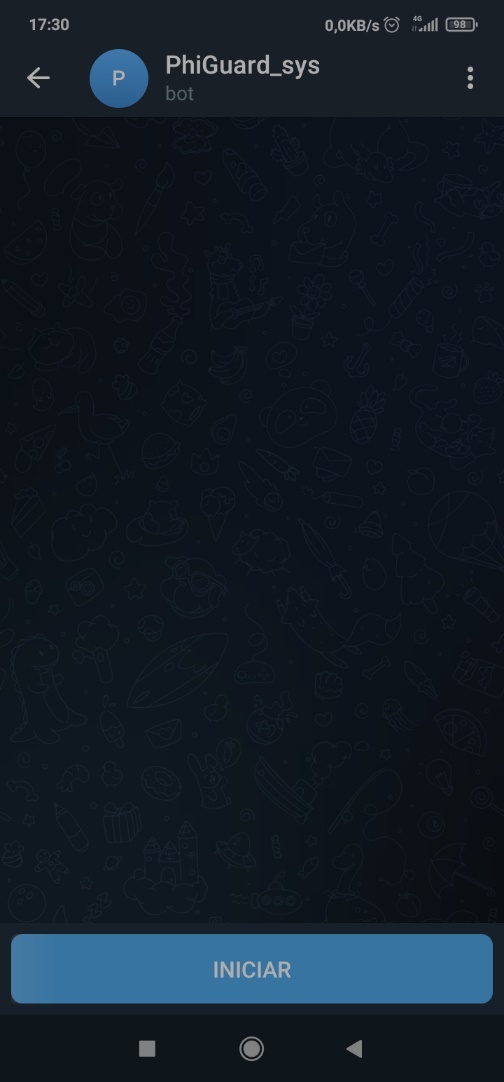 17:30
0,0KB/s 4G 98
P
PhiGuard_sys
bot
INICIAR